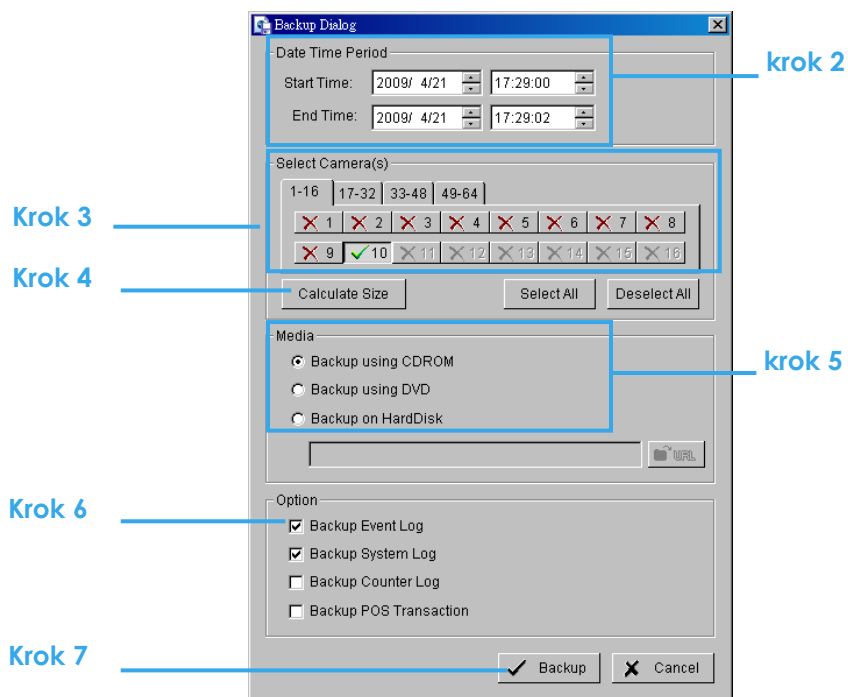 Backup Dialog
Date Time Period
krok 2
Start Time: 2009/ 4/21 17:29:00
End Time: 2009/ 4/21 17:29:02
Select Camera(s)
1-16 17-32 33-48 49-64
Krok 3
1 2 3 4 5 6 7 8
9 10 11 12 13 14 15 16
Krok 4
Calculate Size Select All Deselect All
Media
Backup using CDROM
krok 5
Backup using DVD
Backup on HardDisk
URL
Option
Krok 6
Backup Event Log
Backup System Log
Backup Counter Log
Backup POS Transaction
Krok 7
Backup Cancel